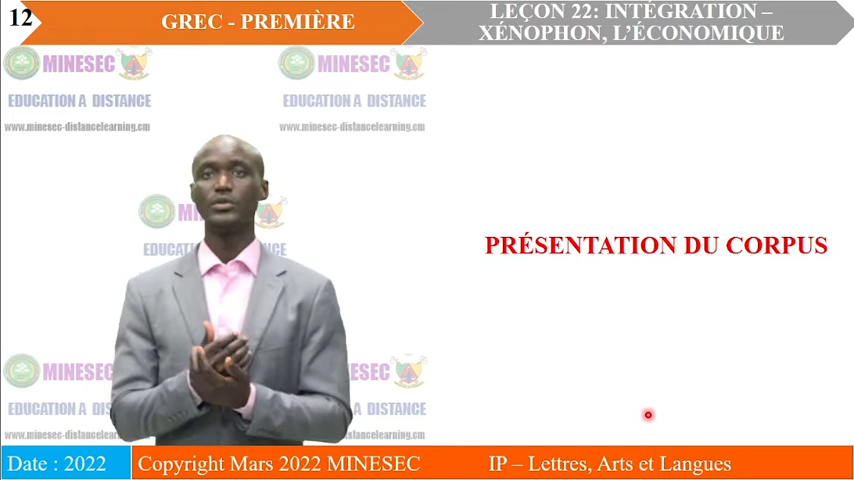 12
GREC - PREMIÈRE
LEÇON 22: INTÉGRATION –
XÉNOPHON, L'ÉCONOMIQUE
MINESEC
MINESEC
EDUCATION A DISTANCE
EDUCATION A DISTANCE
www.minesec-distancelearning.cm
www.minesec-distancelearning.cm
PRÉSENTATION DU CORPUS
MINESEC
EDUCATION A
A DISTANCE
Date : 2022
Copyright Mars 2022 MINESEC
IP – Lettres, Arts et Langues